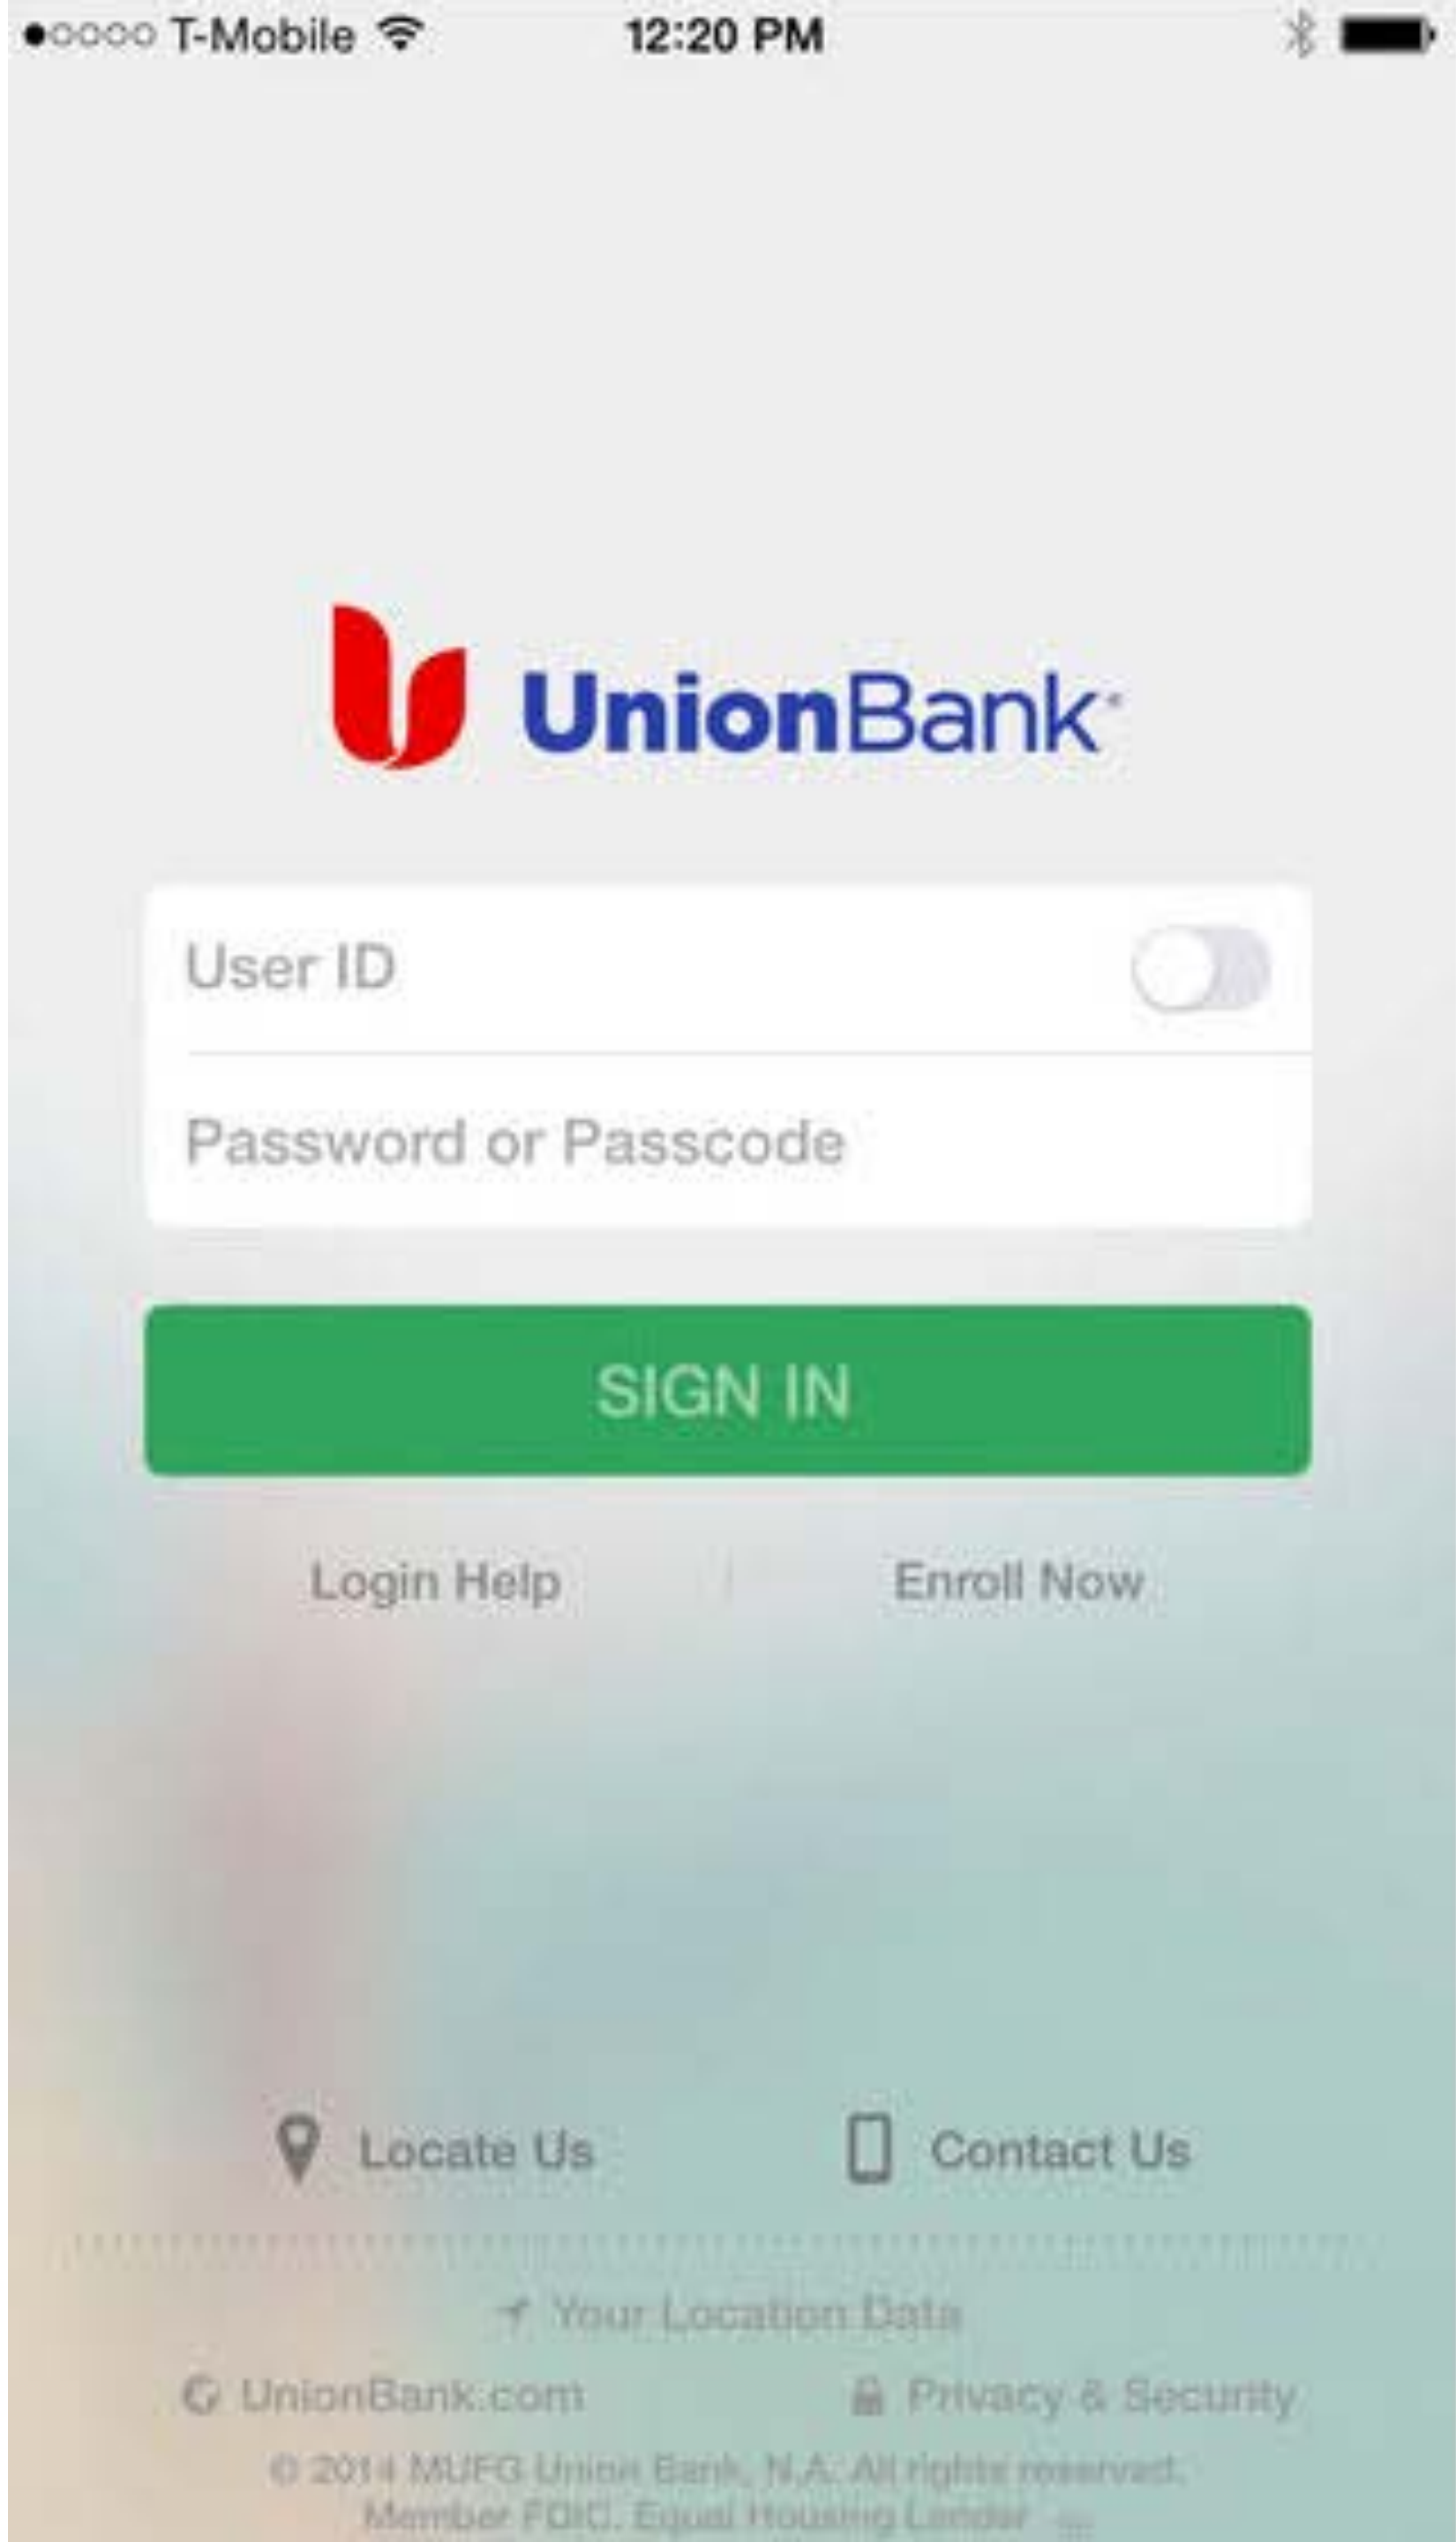 T-Mobile 12:20 PM
UnionBank
User ID
Password or Passcode
SIGN IN
Login Help Enroll Now
Locate Us Contact Us
Your Location Data
UnionBank.com Privacy & Security
© 2014 MUFG Union Bank, N.A. All rights reserved.
Member FDIC. Equal Housing Lender